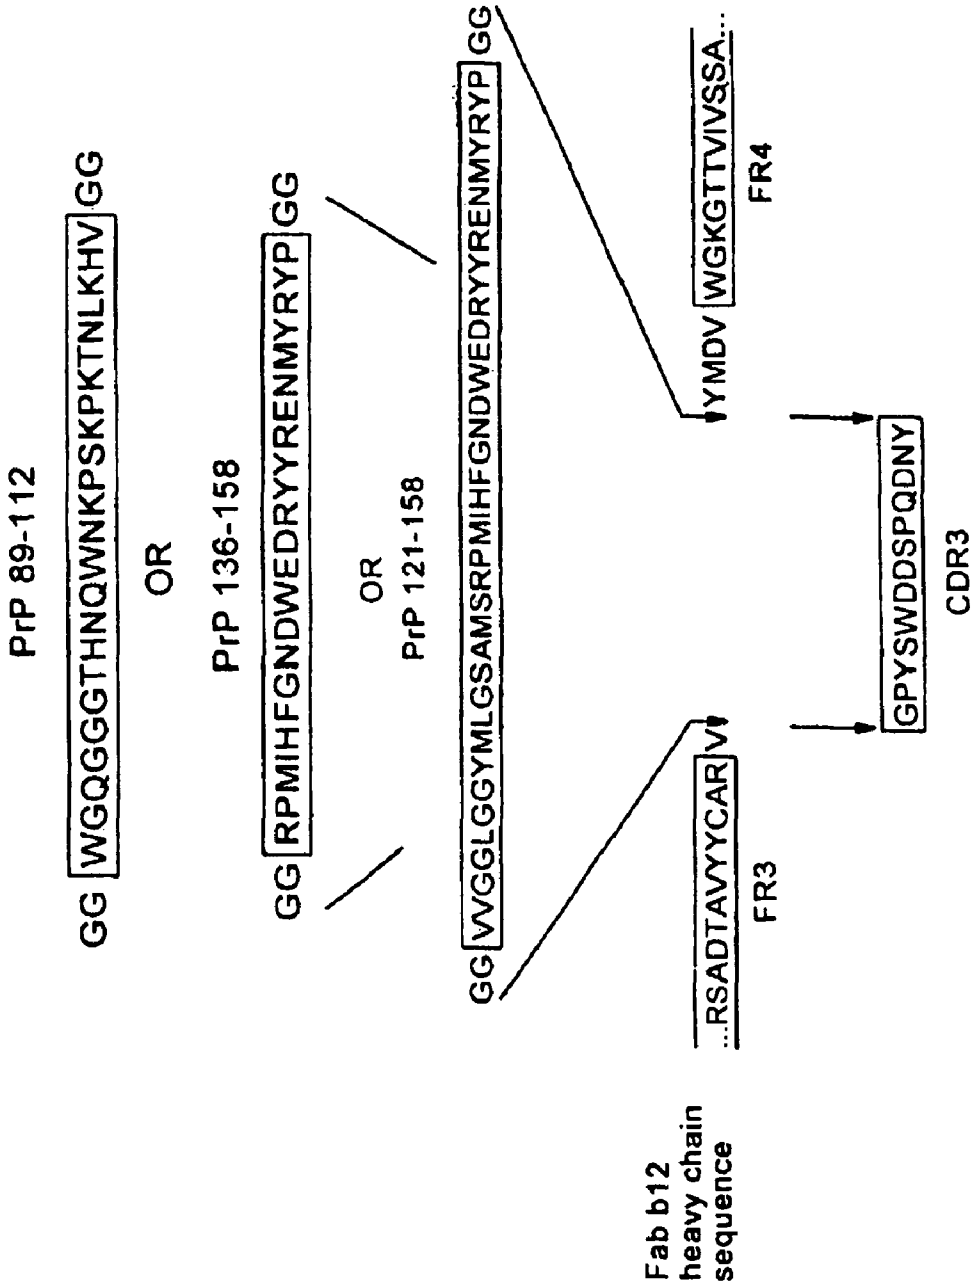 PrP 89-112
GG WGQGGGTHNQWNKPSKPKTNLKHV GG
OR
PrP 136-158
GG RPMIHFGNDWEDRYYRENMYRYP GG
OR
PrP 121-158
GG VVGGLGGYMLGSAMSRPMIHFGNDWEDRYYRENMYRYP GG
Fab b12
heavy chain
sequence
...RSADTAVYYCAR V
YMDV WGKGTTVIVSSA...
FR3
FR4
GPYSWDDSPQDNY
CDR3